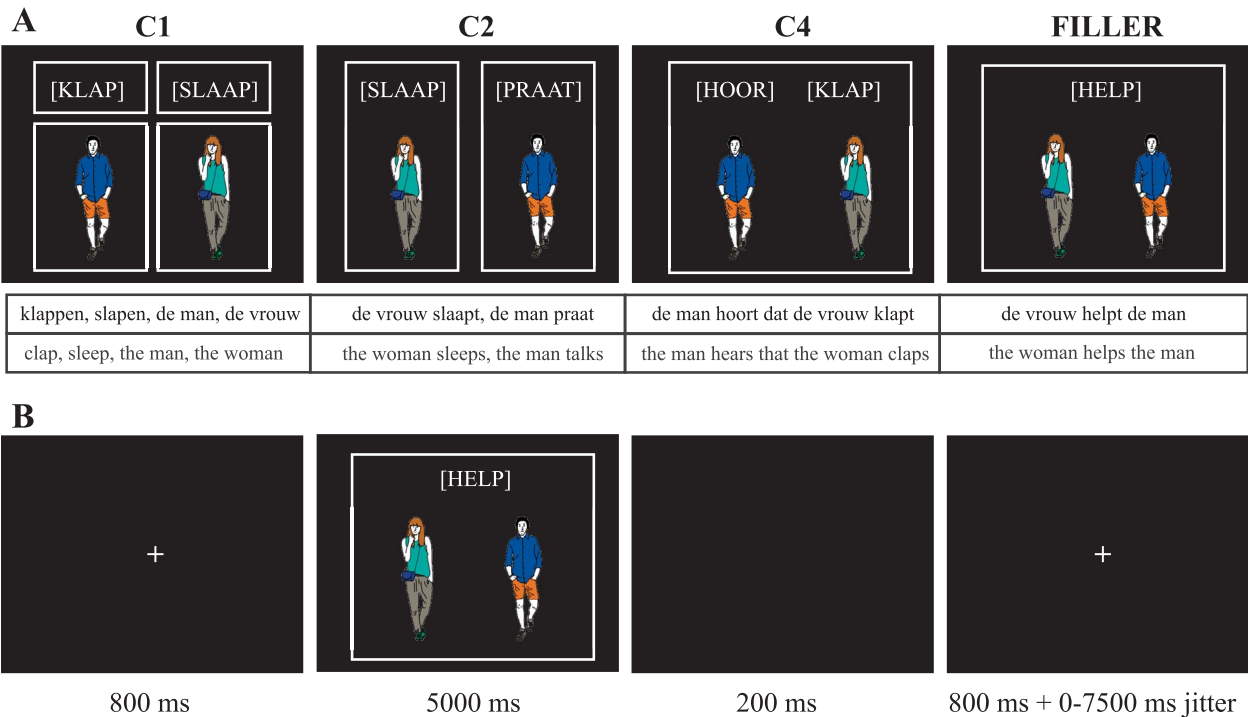 A
C1 C2 C4 FILLER
[KLAP] [SLAAP] [SLAAP] [PRAAT] [HOOR] [KLAP] [HELP]
klappen, slapen, de man, de vrouw de vrouw slaapt, de man praat de man hoort dat de vrouw klapt de vrouw helpt de man
clap, sleep, the man, the woman the woman sleeps, the man talks the man hears that the woman claps the woman helps the man
B
[HELP]
+ +
800 ms 5000 ms 200 ms 800 ms + 0-7500 ms jitter